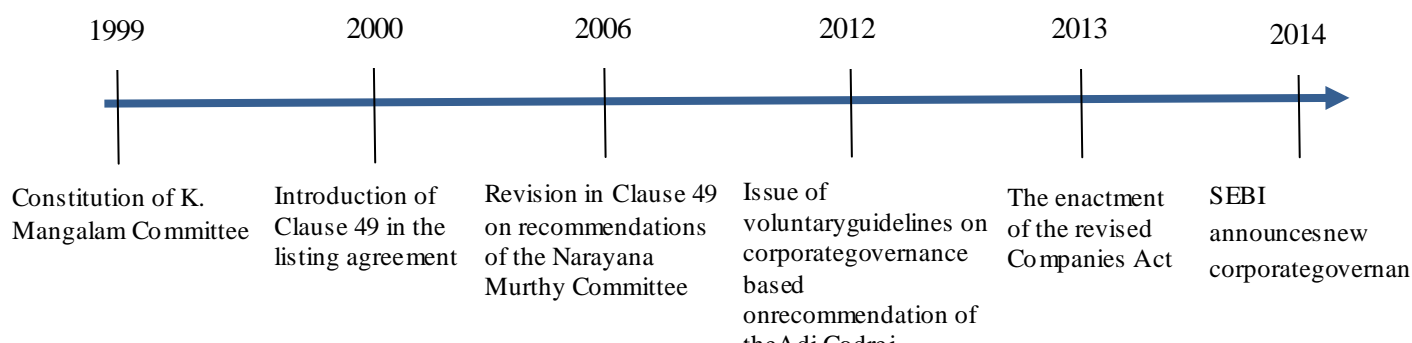 1999
2000
2006
2012
2013
2014
Constitution of K.
Mangalam Committee
Introduction of
Clause 49 in the
listing agreement
Revision in Clause 49
on recommendations
of the Narayana
Murthy Committee
Issue of
voluntaryguidelines on
corporategovernance
based
onrecommendation of
The enactment
of the revised
Companies Act
SEBI
announcesnew
corporategovernan